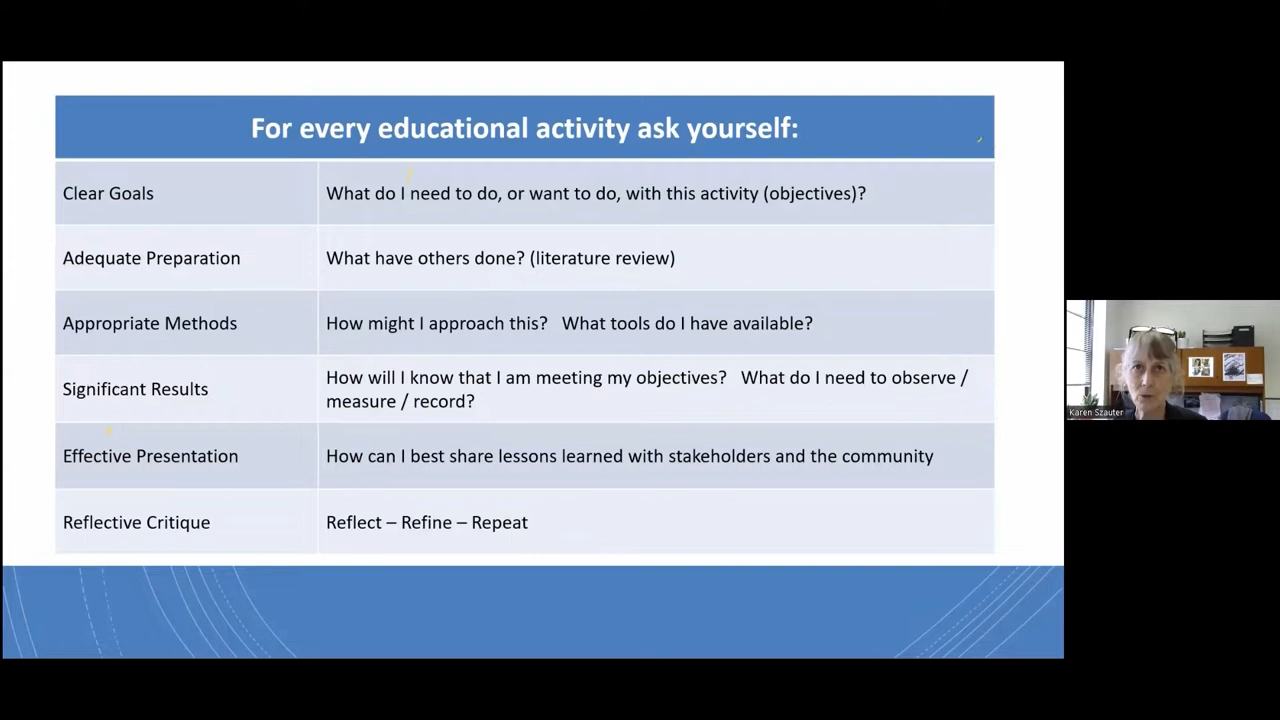 For every educational activity ask yourself:
Clear Goals
What do I need to do, or want to do, with this activity (objectives)?
Adequate Preparation
What have others done? (literature review)
Appropriate Methods
How might I approach this? What tools do I have available?
Significant Results
How will I know that I am meeting my objectives? What do I need to observe /
measure / record?
Effective Presentation
How can I best share lessons learned with stakeholders and the community
Reflective Critique
Reflect – Refine – Repeat
Karen Szauter